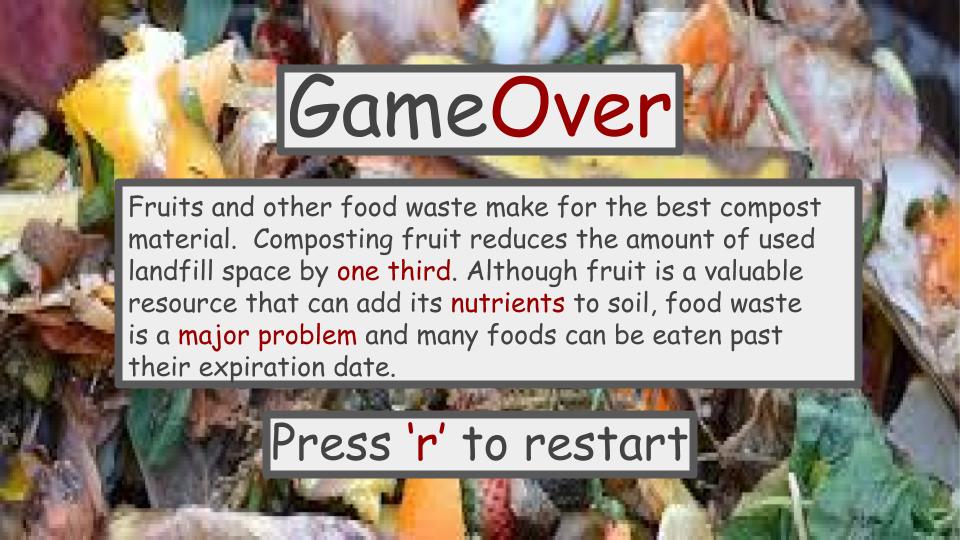 GameOver
Fruits and other food waste make for the best compost
material.  Composting fruit reduces the amount of used
landfill space by one third. Although fruit is a valuable
resource that can add its nutrients to soil, food waste
is a major problem and many foods can be eaten past
their expiration date.
Press ‘r’ to restart